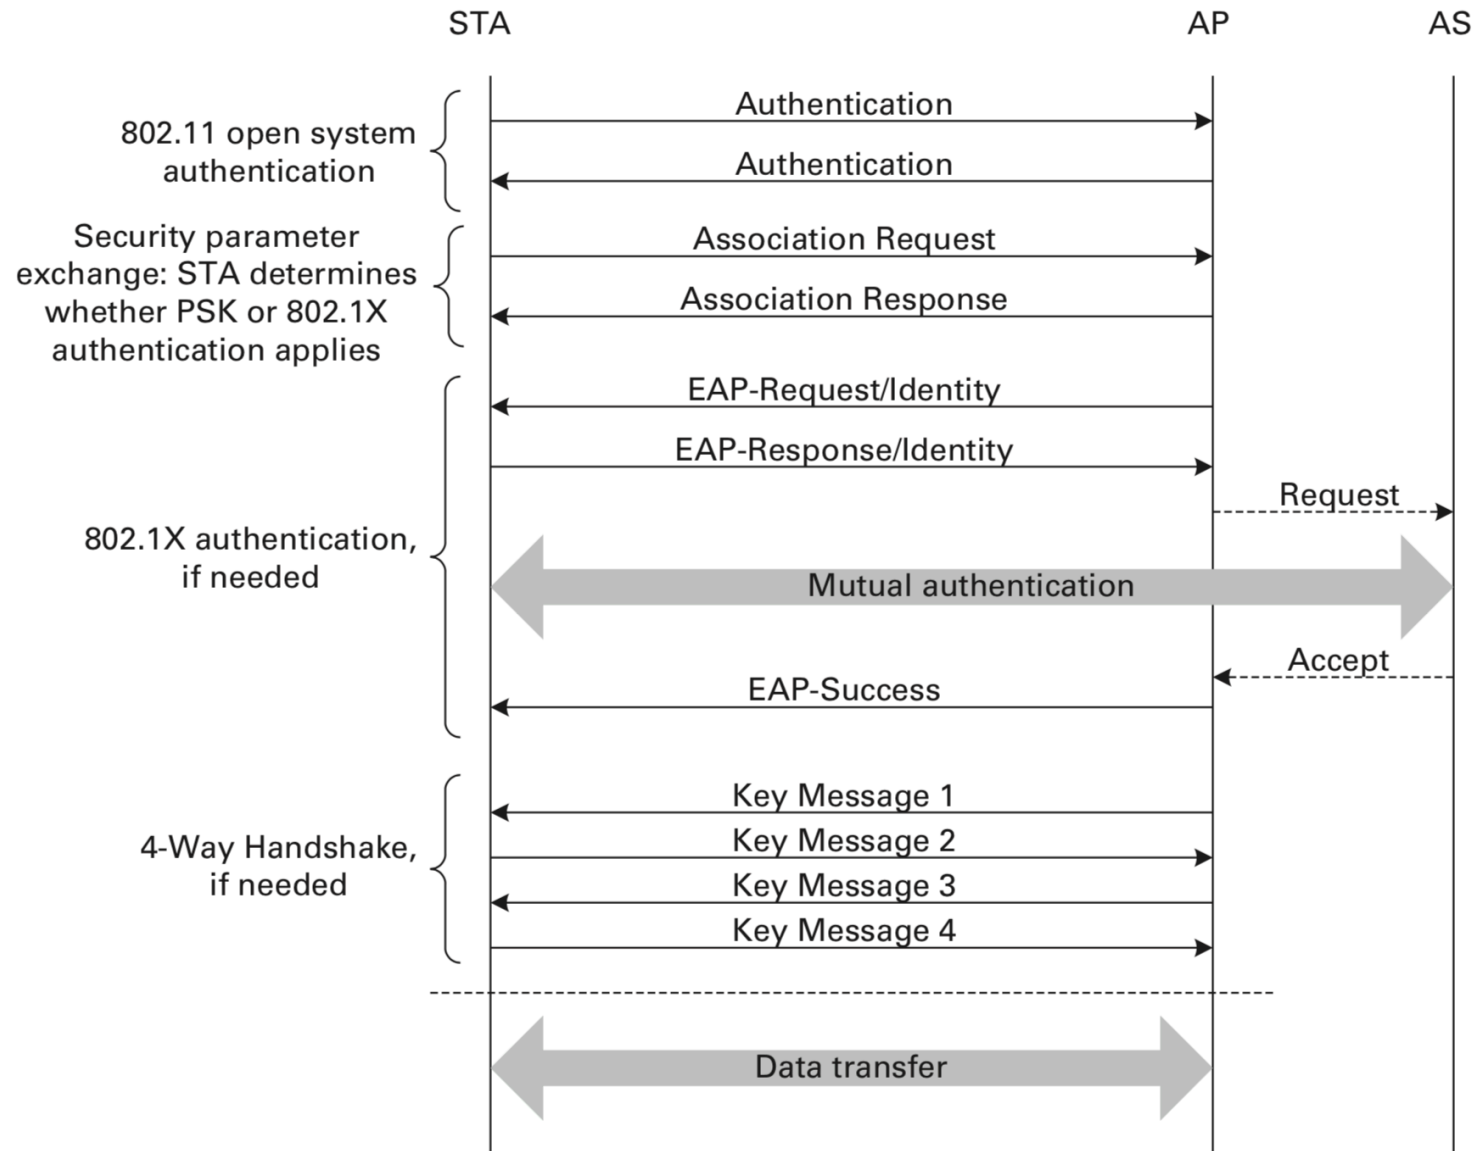 STA
AP
AS
802.11 open system
authentication
Authentication
Authentication
Security parameter
exchange: STA determines
whether PSK or 802.1X
authentication applies
Association Request
Association Response
802.1X authentication,
if needed
EAP-Request/Identity
EAP-Response/Identity
Request
Mutual authentication
Accept
EAP-Success
4-Way Handshake,
if needed
Key Message 1
Key Message 2
Key Message 3
Key Message 4
Data transfer